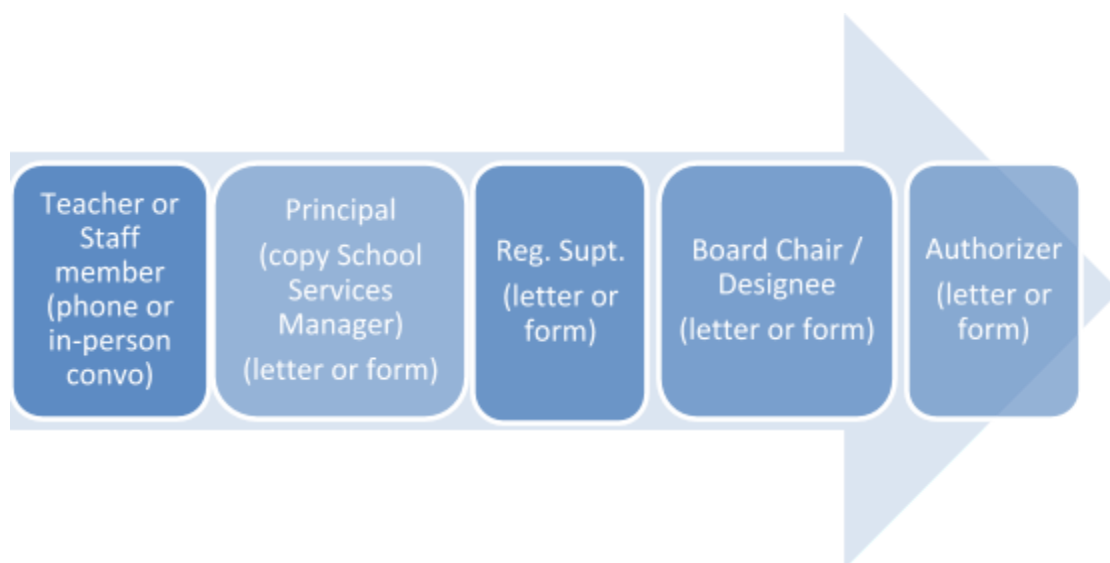 Teacher or
Staff
member
(phone or
in-person
convo)
Principal
(copy School
Services
Manager)
(letter or form)
Reg. Supt.
(letter or
form)
Board Chair /
Designee
(letter or form)
Authorizer
(letter or
form)